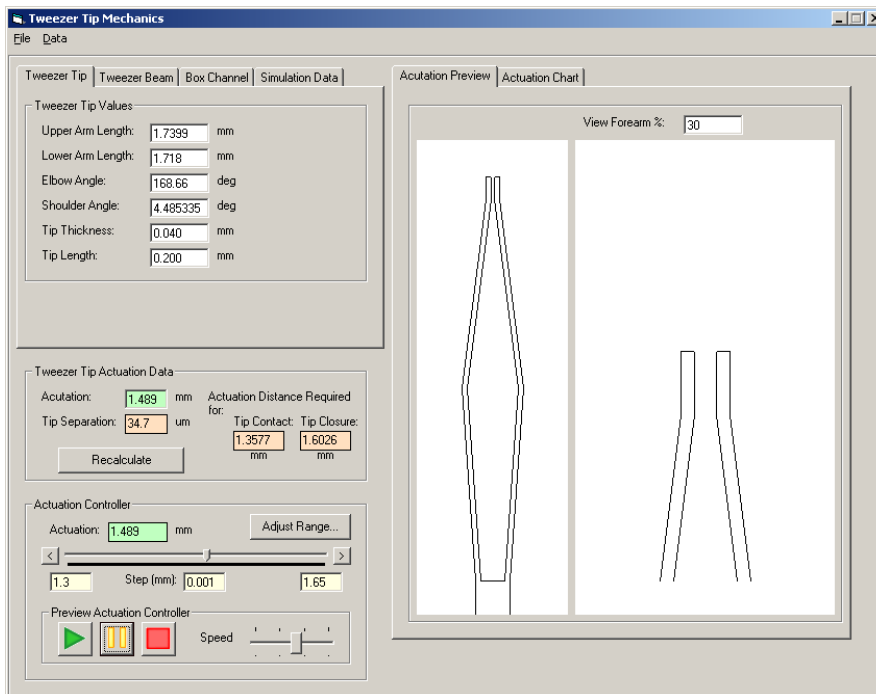 Tweezer Tip Mechanics
File Data
Tweezer Tip Tweezer Beam Box Channel Simulation Data
Tweezer Tip Values
Upper Arm Length: 1.7399 mm
Lower Arm Length: 1.718 mm
Elbow Angle: 168.66 deg
Shoulder Angle: 4.485335 deg
Tip Thickness: 0.040 mm
Tip Length: 0.200 mm
Tweezer Tip Actuation Data
Acutation: 1.489 mm
Tip Separation: 34.7 um
Actuation Distance Required
for:
Tip Contact: Tip Closure:
1.3577 1.6026
mm mm
Recalculate
Actuation Controller
Actuation: 1.489 mm
Adjust Range...
< >
1.3 Step (mm): 0.001 1.65
Preview Actuation Controller
Speed
Acutation Preview Actuation Chart
View Forearm %: 30